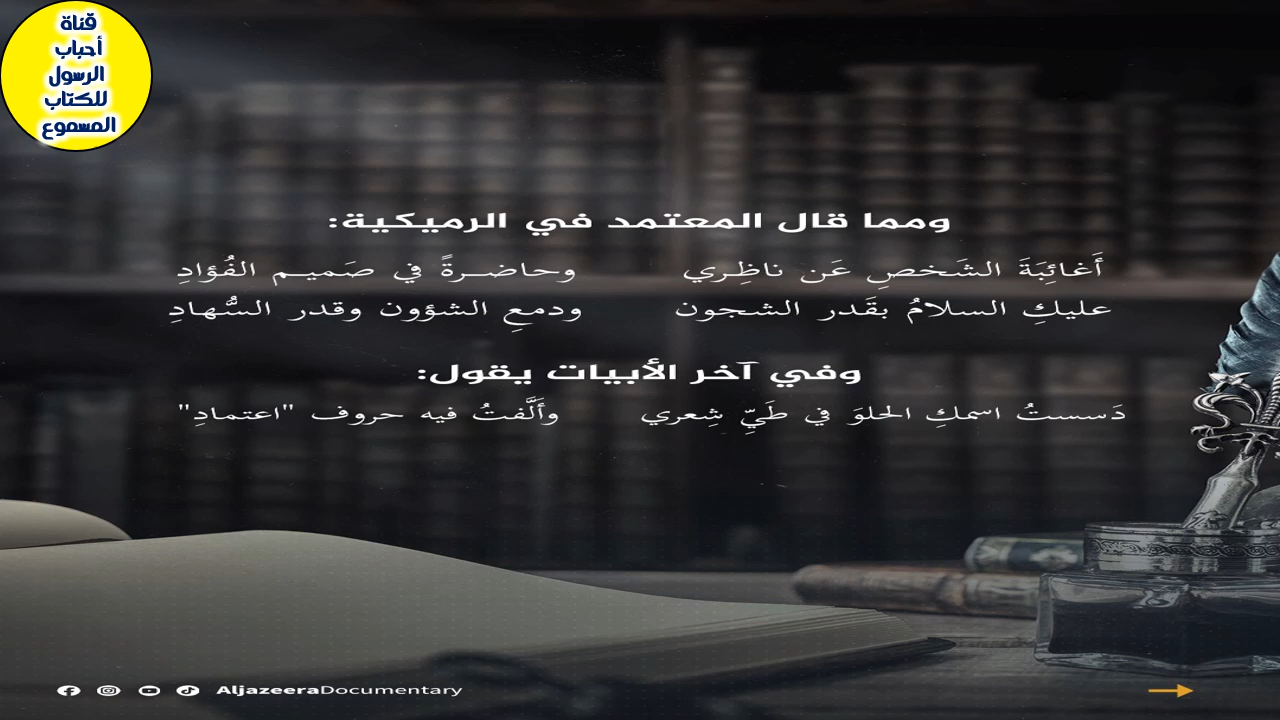 قناة
أحباب
الرسول
للكتاب
المسموع
ومما قال المعتمد في الرميكية:
أَغائِبَةَ الشَخصِ عَن ناظِري وحاضرةً في صَميم الفُؤادِ
عليكِ السلامُ بقَدر الشجون ودمعِ الشؤون وقدر السُّهادِ
وفي آخر الأبيات يقول:
دَسستُ اسمكِ الحلوَ في طَيِّ شِعري وأَلَّفتُ فيه حروف "اعتمادِ"
AljazeeraDocumentary